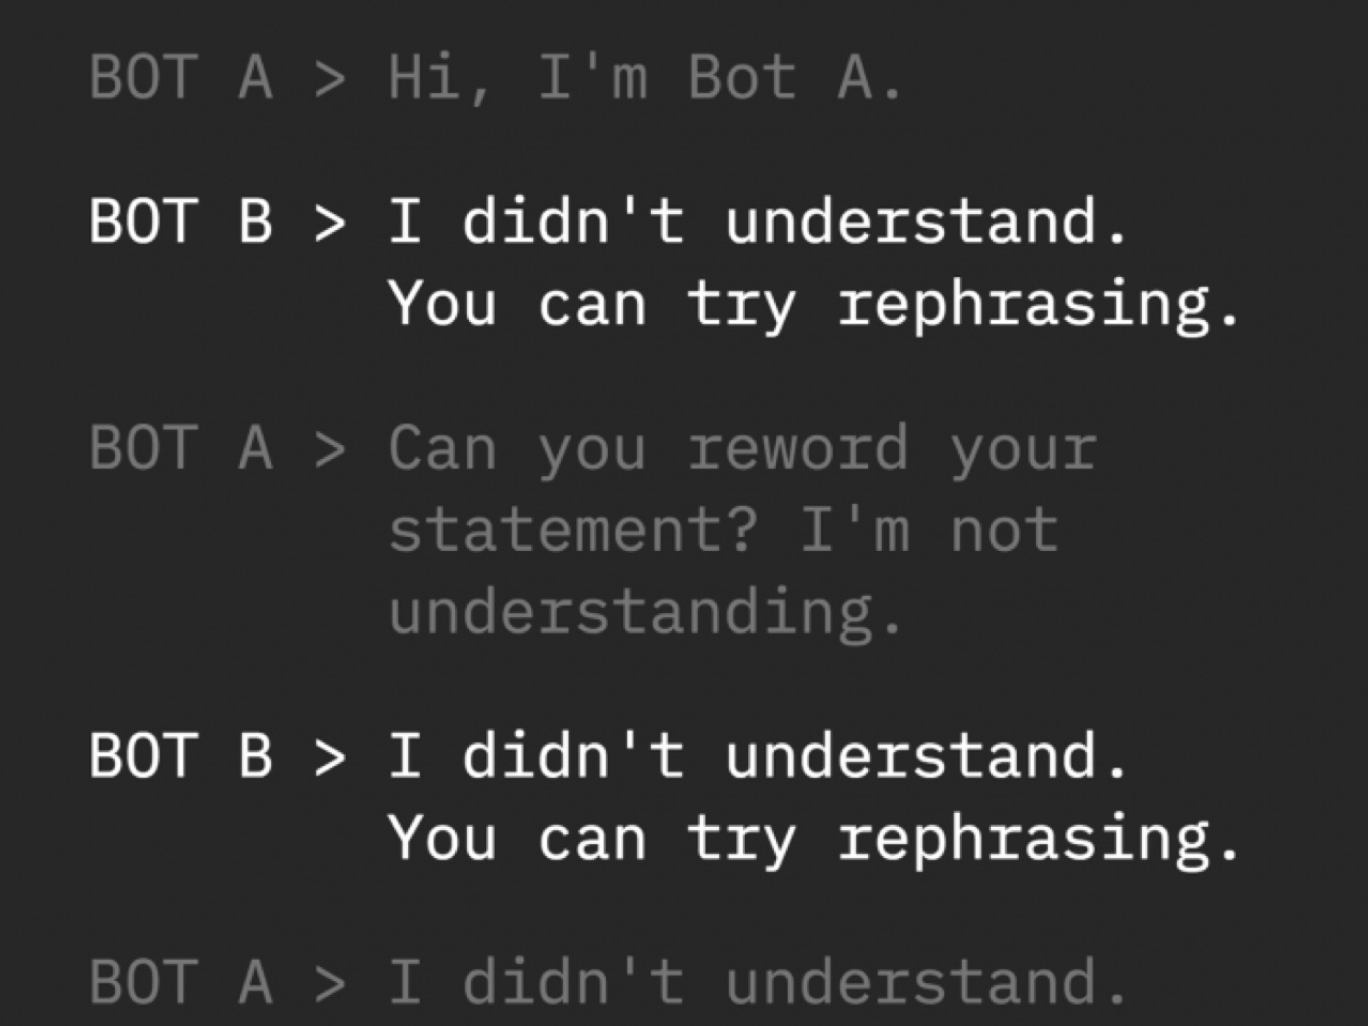 BOT A > Hi, I'm Bot A.
BOT B > I didn't understand.
You can try rephrasing.
BOT A > Can you reword your
statement? I'm not
understanding.
BOT B > I didn't understand.
You can try rephrasing.
BOT A > I didn't understand.